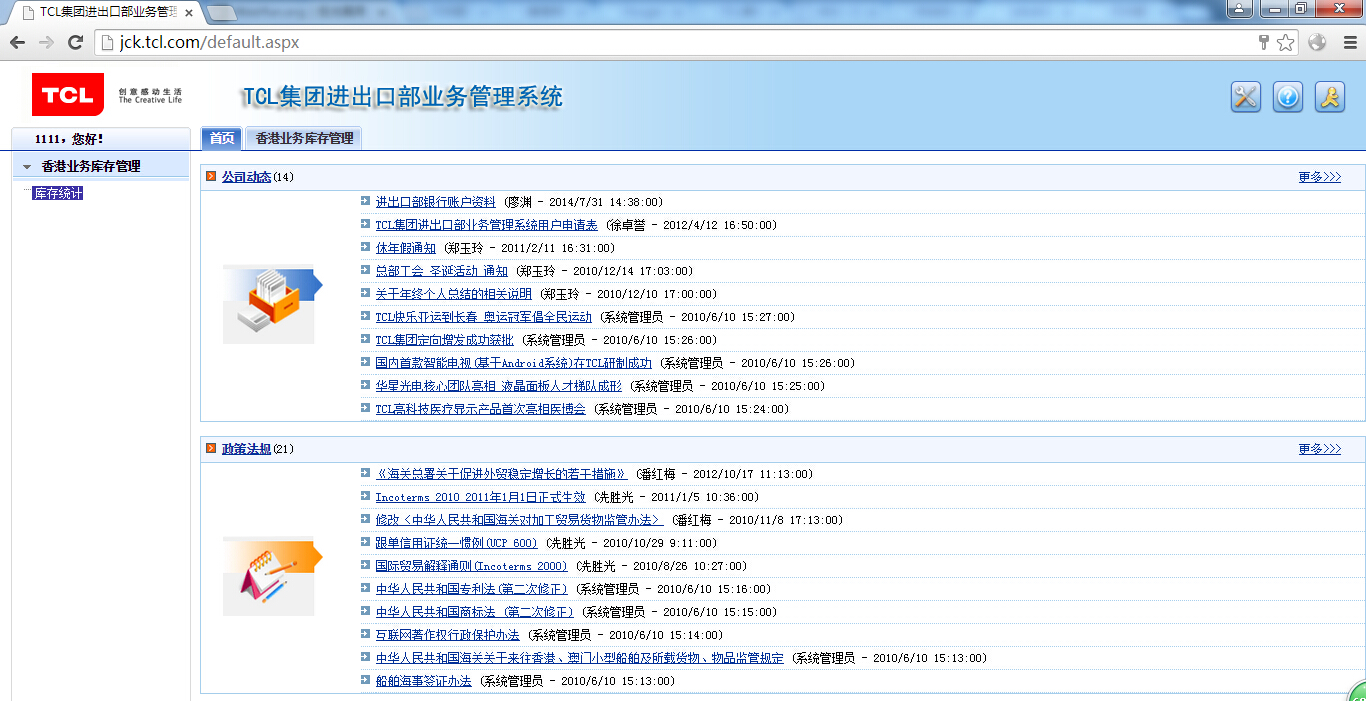 TCL集团进出口部业务管理
jck.tcl.com/default.aspx
TCL 创意感动生活
The Creative Life
TCL集团进出口部业务管理系统
1111，您好!
首页 香港业务库存管理
香港业务库存管理
库存统计
公司动态(14) 更多>>>
进出口部银行账户资料 (廖渊 - 2014/7/31 14:38:00)
TCL集团进出口部业务管理系统用户申请表 (徐卓誉 - 2012/4/12 16:50:00)
休年假通知 (郑玉玲 - 2011/2/11 16:31:00)
总部工会 圣诞活动 通知 (郑玉玲 - 2010/12/14 17:03:00)
关于年终个人总结的相关说明 (郑玉玲 - 2010/12/10 17:00:00)
TCL快乐亚运到长春 奥运冠军倡全民运动 (系统管理员 - 2010/6/10 15:27:00)
TCL集团定向增发成功获批 (系统管理员 - 2010/6/10 15:26:00)
国内首款智能电视(基于Android系统)在TCL研制成功 (系统管理员 - 2010/6/10 15:26:00)
华星光电核心团队亮相 液晶面板人才梯队成形 (系统管理员 - 2010/6/10 15:25:00)
TCL高科技医疗显示产品首次亮相医博会 (系统管理员 - 2010/6/10 15:24:00)
政策法规(21) 更多>>>
《海关总署关于促进外贸稳定增长的若干措施》 (潘红梅 - 2012/10/17 11:13:00)
Incoterms 2010 2011年1月1日正式生效 (先胜光 - 2011/1/5 10:36:00)
修改〈中华人民共和国海关对加工贸易货物监管办法〉 (潘红梅 - 2010/11/8 17:13:00)
跟单信用证统一惯例(UCP 600) (先胜光 - 2010/10/29 9:11:00)
国际贸易解释通则(Incoterms 2000) (先胜光 - 2010/8/26 10:27:00)
中华人民共和国专利法(第二次修正) (系统管理员 - 2010/6/10 15:16:00)
中华人民共和国商标法 (第二次修正) (系统管理员 - 2010/6/10 15:15:00)
互联网著作权行政保护办法 (系统管理员 - 2010/6/10 15:14:00)
中华人民共和国海关关于来往香港、澳门小型船舶及所载货物、物品监管规定 (系统管理员 - 2010/6/10 15:13:00)
船舶海事签证办法 (系统管理员 - 2010/6/10 15:13:00)